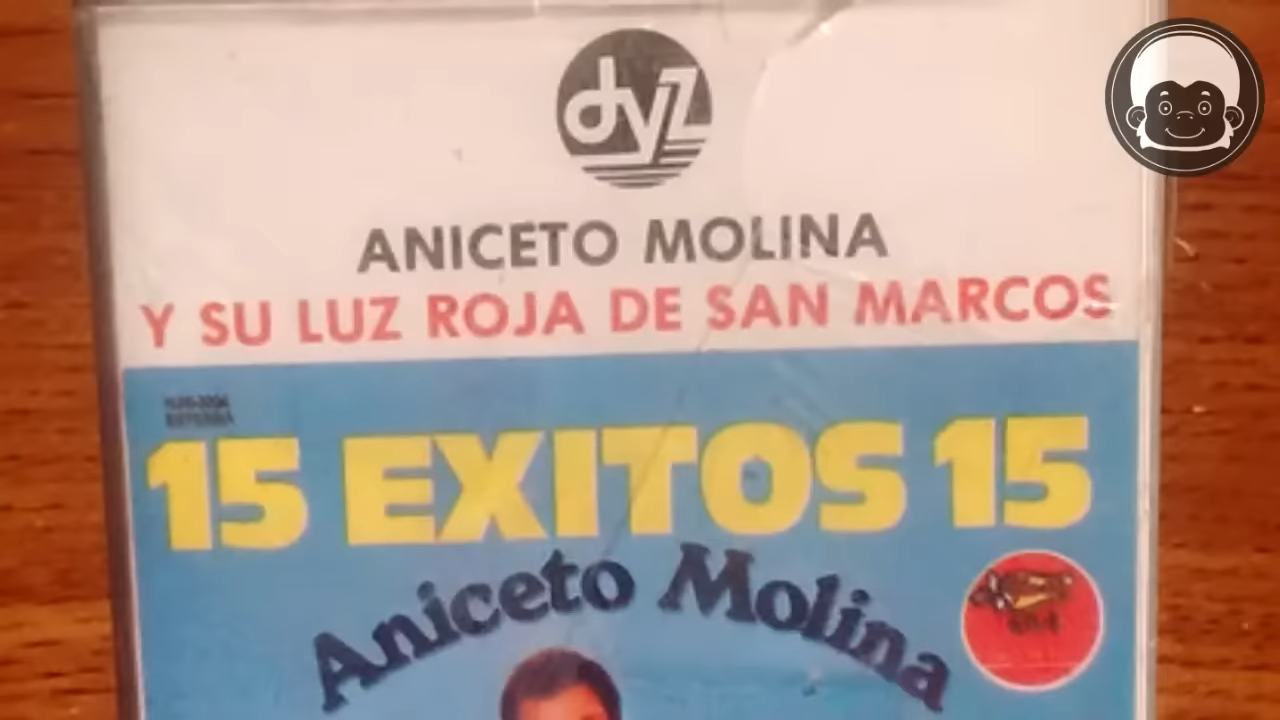 dyz
ANICETO MOLINA
Y SU LUZ ROJA DE SAN MARCOS
15 EXITOS 15
Aniceto Molina